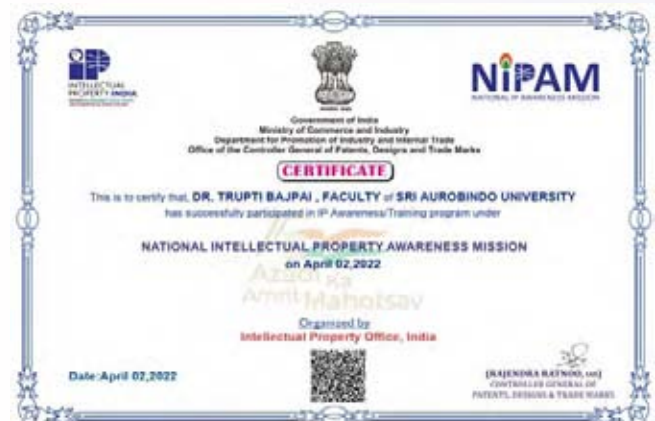 INTELLECTUAL
PROPERTY INDIA
NiPAM
NATIONAL IP AWARENESS MISSION
Government of India
Ministry of Commerce and Industry
Department for Promotion of Industry and Internal Trade
Office of the Controller General of Patents, Designs and Trade Marks
CERTIFICATE
This is to certify that, DR. TRUPTI BAJPAI , FACULTY of SRI AUROBINDO UNIVERSITY
has successfully participated in IP Awareness/Training program under
NATIONAL INTELLECTUAL PROPERTY AWARENESS MISSION
on April 02,2022
Azadi Ka
Amrit Mahotsav
Organized by
Intellectual Property Office, India
Date:April 02,2022
(RAJENDRA RATNOO, IAS)
CONTROLLER GENERAL OF
PATENTS, DESIGNS & TRADE MARKS